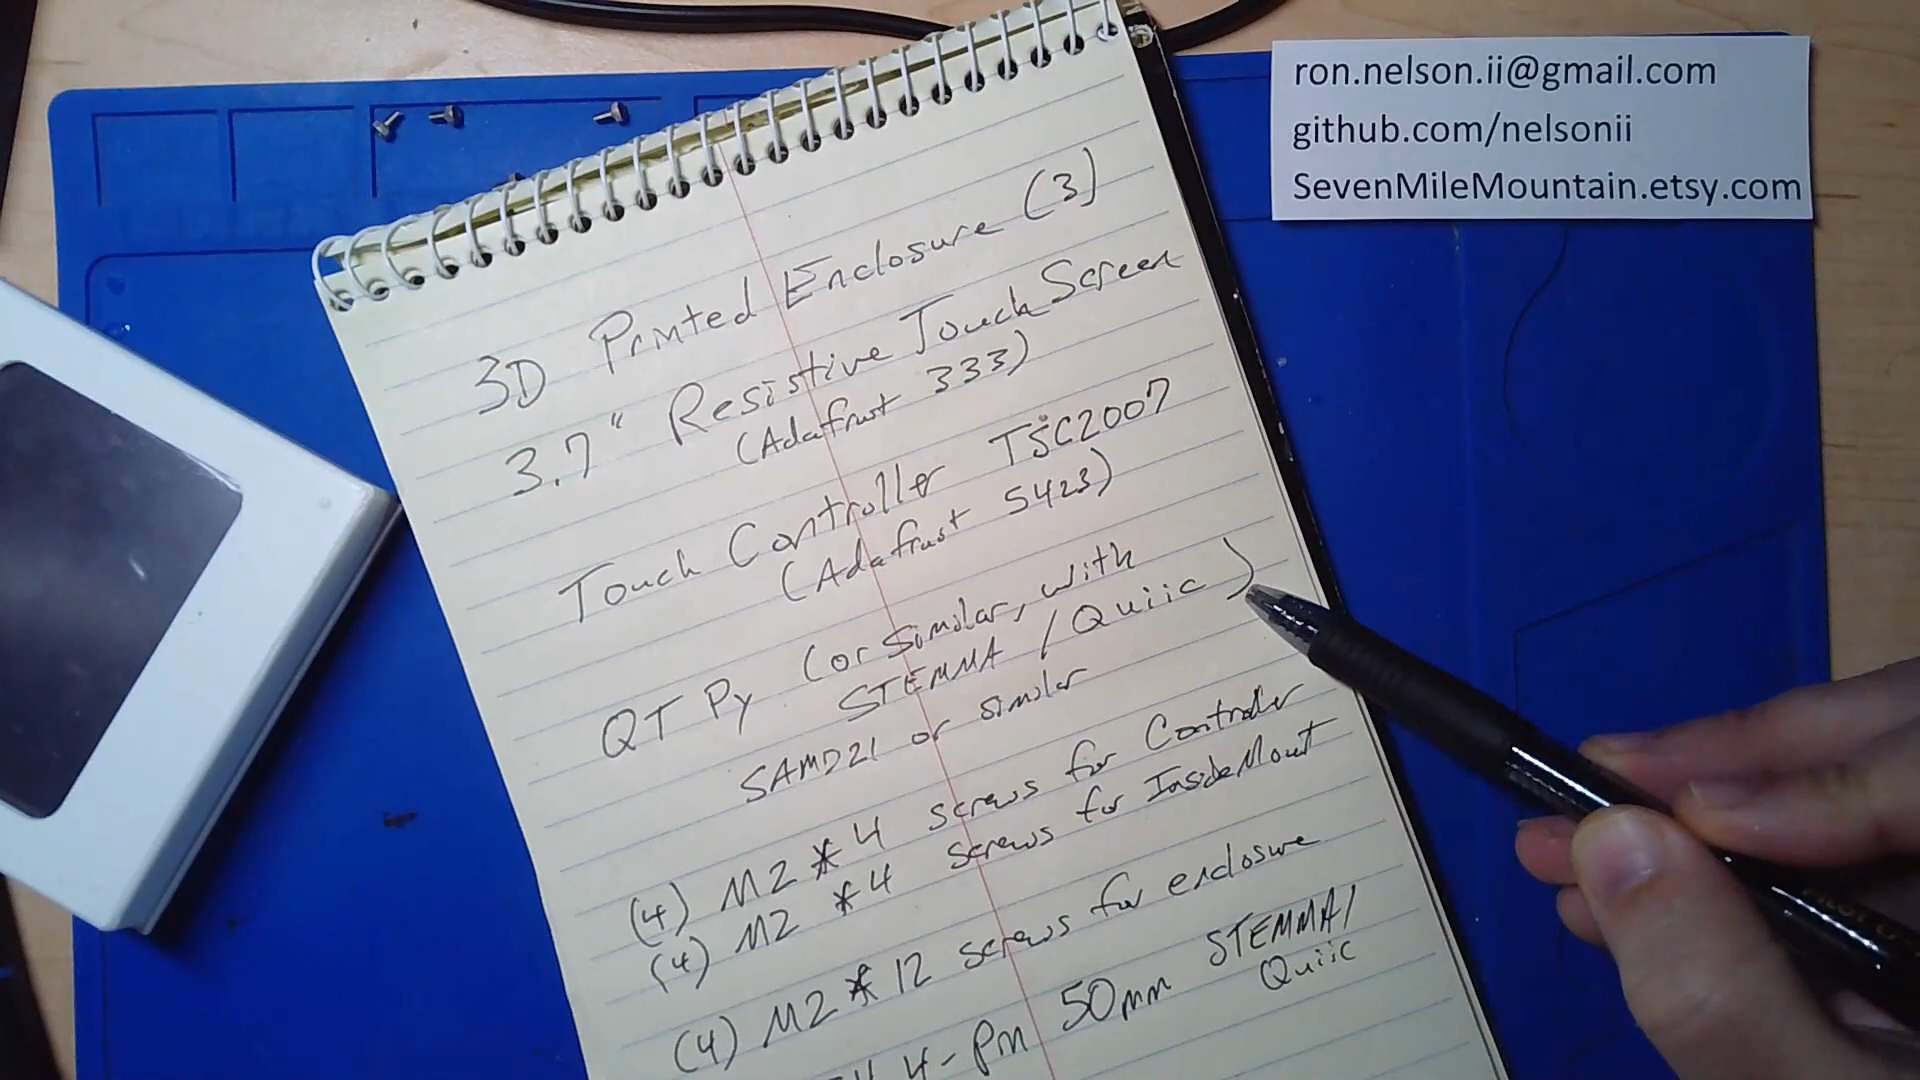 ron.nelson.ii@gmail.com
github.com/nelsonii
SevenMileMountain.etsy.com
3D Printed Enclosure (3)
3.7" Resistive Touch Screen
(Adafruit 333)
Touch Controller TSC2007
(Adafruit 5423)
QT Py (or similar, with
STEMMA / Quiic)
SAMD21 or similar
(4) M2 * 4 screws for Controller
(4) M2 * 4 screws for Inside Mount
(4) M2 * 12 screws for enclosure
4-Pin 50mm STEMMA/
Quiic
PILOT